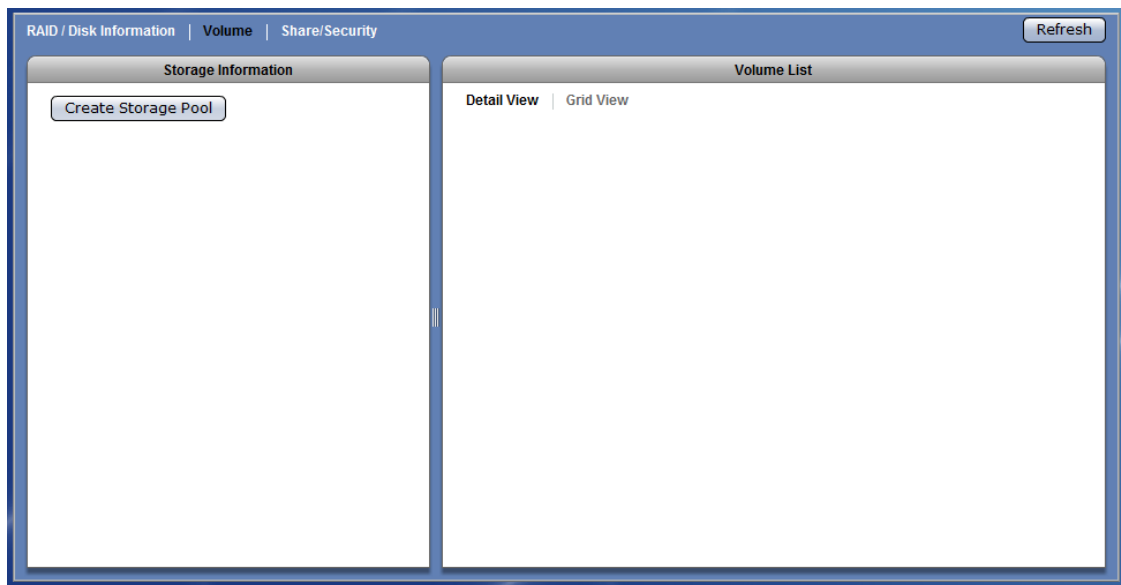 RAID / Disk Information | Volume | Share/Security
Refresh
Storage Information
Create Storage Pool
Volume List
Detail View | Grid View